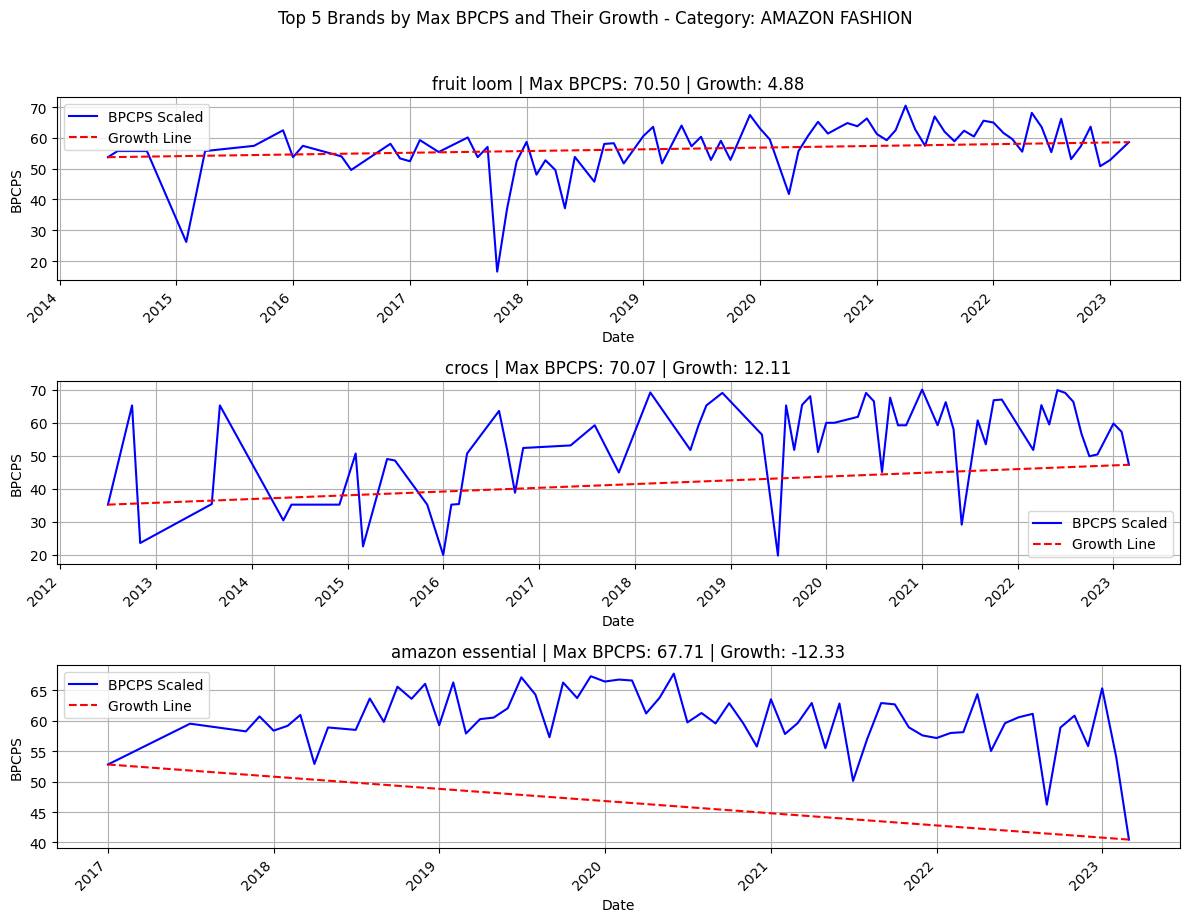 Top 5 Brands by Max BPCPS and Their Growth - Category: AMAZON FASHION
fruit loom | Max BPCPS: 70.50 | Growth: 4.88
BPCPS Scaled
Growth Line
BPCPS
70
60
50
40
30
20
2014 2015 2016 2017 2018 2019 2020 2021 2022 2023
Date
crocs | Max BPCPS: 70.07 | Growth: 12.11
BPCPS
70
60
50
40
30
20
BPCPS Scaled
Growth Line
2012 2013 2014 2015 2016 2017 2018 2019 2020 2021 2022 2023
Date
amazon essential | Max BPCPS: 67.71 | Growth: -12.33
BPCPS Scaled
Growth Line
BPCPS
65
60
55
50
45
40
2017 2018 2019 2020 2021 2022 2023
Date